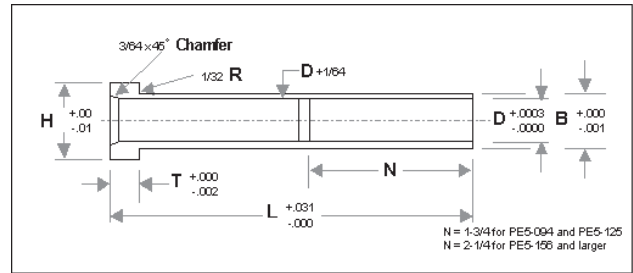 3/64 x 45° Chamfer
1/32 R
D +1/64
H +.00
-.01
D +.0003
-.0000
B +.000
-.001
T +.000
-.002
N
L +.031
-.000
N = 1-3/4 for PE5-094 and PE5-125
N = 2-1/4 for PE5-156 and larger